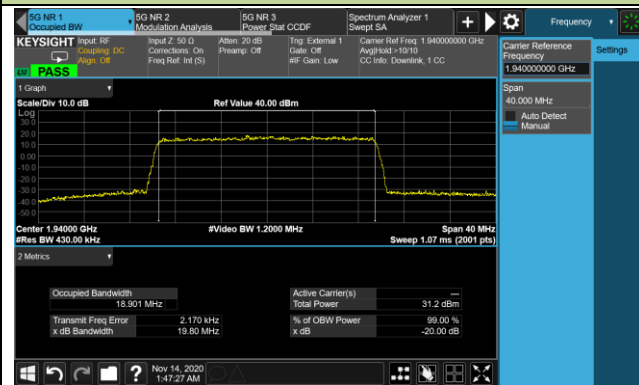 5G NR 1
Occupied BW
5G NR 2
Modulation Analysis
5G NR 3
Power Stat CCDF
Spectrum Analyzer 1
Swept SA
Frequency
KEYSIGHT
Input: RF
Coupling: DC
Align: Off
Input Z: 50 Ω
Corrections: On
Freq Ref: Int (S)
Atten: 20 dB
Preamp: Off
Trig: External 1
Gate: Off
#IF Gain: Low
Carrier Ref Freq: 1.940000000 GHz
Avg|Hold:>10/10
CC Info: Downlink, 1 CC
PASS
Carrier Reference
Frequency
1.940000000 GHz
Settings
Span
40.000 MHz
Auto Detect
Manual
1 Graph
Scale/Div 10.0 dB
Ref Value 40.00 dBm
Log
30.0
20.0
10.0
0.00
-10.0
-20.0
-30.0
-40.0
-50.0
Center 1.94000 GHz
#Video BW 1.2000 MHz
Span 40 MHz
#Res BW 430.00 kHz
Sweep 1.07 ms (2001 pts)
2 Metrics
Occupied Bandwidth
18.901 MHz
Transmit Freq Error 2.170 kHz
x dB Bandwidth 19.80 MHz
Active Carrier(s) ---
Total Power 31.2 dBm
% of OBW Power 99.00 %
x dB -20.00 dB
?
Nov 14, 2020
1:47:27 AM